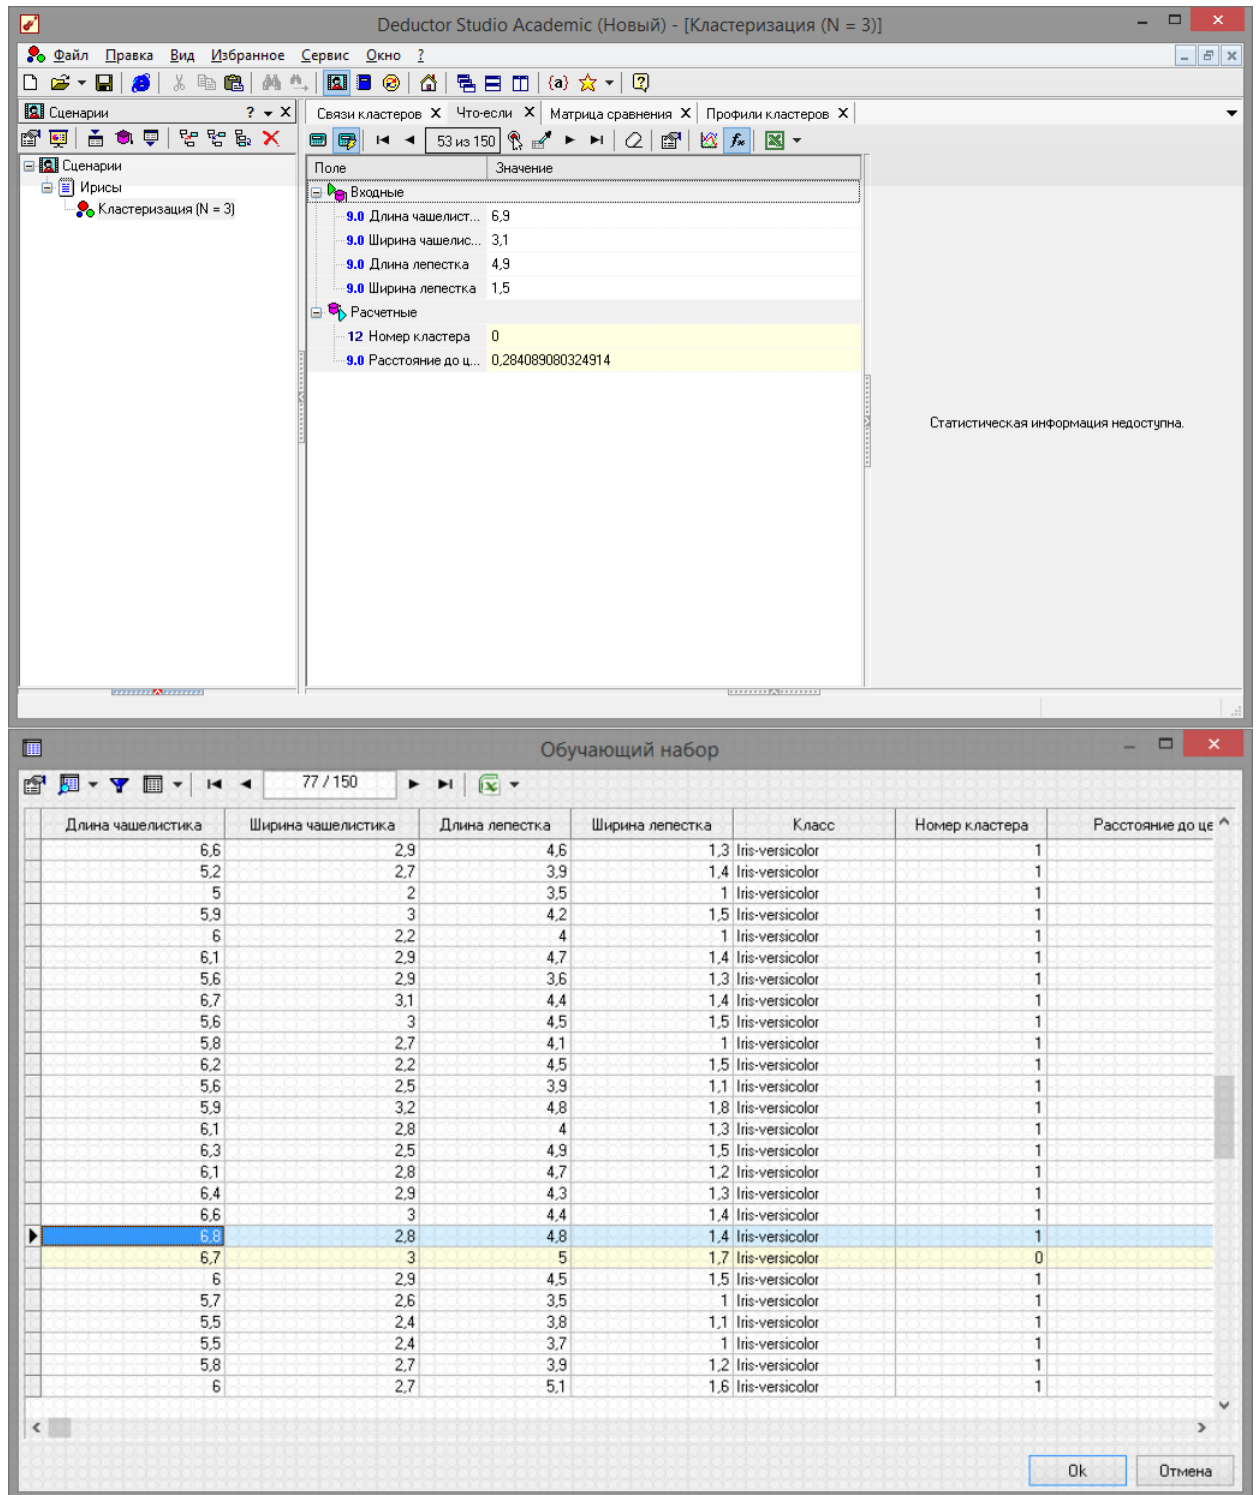 Deductor Studio Academic (Новый) - [Кластеризация (N = 3)]
Файл Правка Вид Избранное Сервис Окно ?
Сценарии ?
Связи кластеров X Что-если X Матрица сравнения X Профили кластеров X
53 из 150
Сценарии
Ирисы
Кластеризация (N = 3)
Поле Значение
Входные
9.0 Длина чашелист... 6,9
9.0 Ширина чашелис... 3,1
9.0 Длина лепестка 4,9
9.0 Ширина лепестка 1,5
Расчетные
12 Номер кластера 0
9.0 Расстояние до ц... 0,284089080324914
Статистическая информация недоступна.
Обучающий набор
77 / 150
Длина чашелистика Ширина чашелистика Длина лепестка Ширина лепестка Класс Номер кластера Расстояние до це
6,6 2,9 4,6 1,3 Iris-versicolor 1
5,2 2,7 3,9 1,4 Iris-versicolor 1
5 2 3,5 1 Iris-versicolor 1
5,9 3 4,2 1,5 Iris-versicolor 1
6 2,2 4 1 Iris-versicolor 1
6,1 2,9 4,7 1,4 Iris-versicolor 1
5,6 2,9 3,6 1,3 Iris-versicolor 1
6,7 3,1 4,4 1,4 Iris-versicolor 1
5,6 3 4,5 1,5 Iris-versicolor 1
5,8 2,7 4,1 1 Iris-versicolor 1
6,2 2,2 4,5 1,5 Iris-versicolor 1
5,6 2,5 3,9 1,1 Iris-versicolor 1
5,9 3,2 4,8 1,8 Iris-versicolor 1
6,1 2,8 4 1,3 Iris-versicolor 1
6,3 2,5 4,9 1,5 Iris-versicolor 1
6,1 2,8 4,7 1,2 Iris-versicolor 1
6,4 2,9 4,3 1,3 Iris-versicolor 1
6,6 3 4,4 1,4 Iris-versicolor 1
6,8 2,8 4,8 1,4 Iris-versicolor 1
6,7 3 5 1,7 Iris-versicolor 0
6 2,9 4,5 1,5 Iris-versicolor 1
5,7 2,6 3,5 1 Iris-versicolor 1
5,5 2,4 3,8 1,1 Iris-versicolor 1
5,5 2,4 3,7 1 Iris-versicolor 1
5,8 2,7 3,9 1,2 Iris-versicolor 1
6 2,7 5,1 1,6 Iris-versicolor 1
Ok Отмена